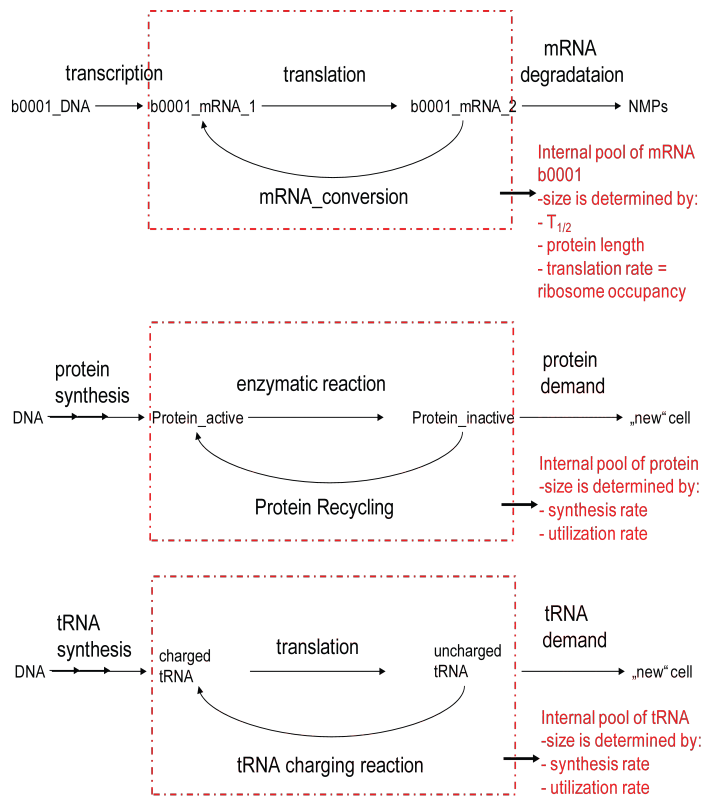 mRNA
transcription translation degradataion
b0001_DNA b0001_mRNA_1 b0001_mRNA_2 NMPs
mRNA_conversion
Internal pool of mRNA
b0001
-size is determined by:
- T1/2
- protein length
- translation rate =
ribosome occupancy
protein
synthesis
enzymatic reaction
protein
demand
DNA Protein_active Protein_inactive „new“ cell
Protein Recycling
Internal pool of protein
-size is determined by:
- synthesis rate
- utilization rate
tRNA
synthesis
translation
tRNA
demand
charged
tRNA
uncharged
tRNA
DNA „new“ cell
tRNA charging reaction
Internal pool of tRNA
-size is determined by:
- synthesis rate
- utilization rate